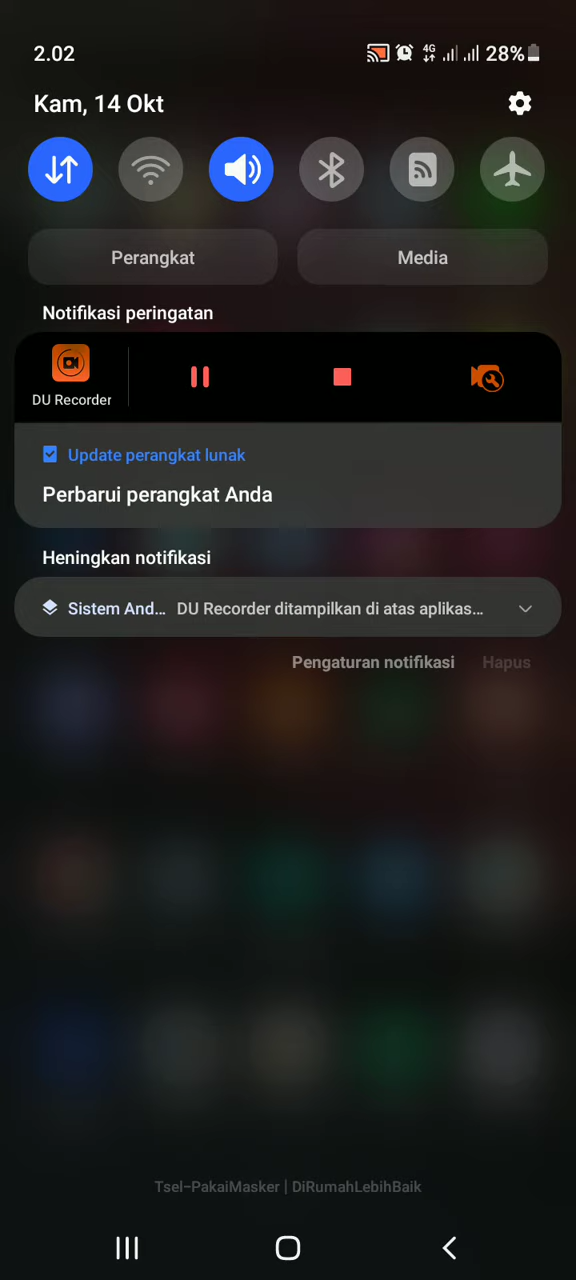 2.02
4G
28%
Kam, 14 Okt
Perangkat
Media
Notifikasi peringatan
DU Recorder
Update perangkat lunak
Perbarui perangkat Anda
Heningkan notifikasi
Sistem And... DU Recorder ditampilkan di atas aplikas...
Pengaturan notifikasi
Hapus
Tsel-PakaiMasker | DiRumahLebihBaik